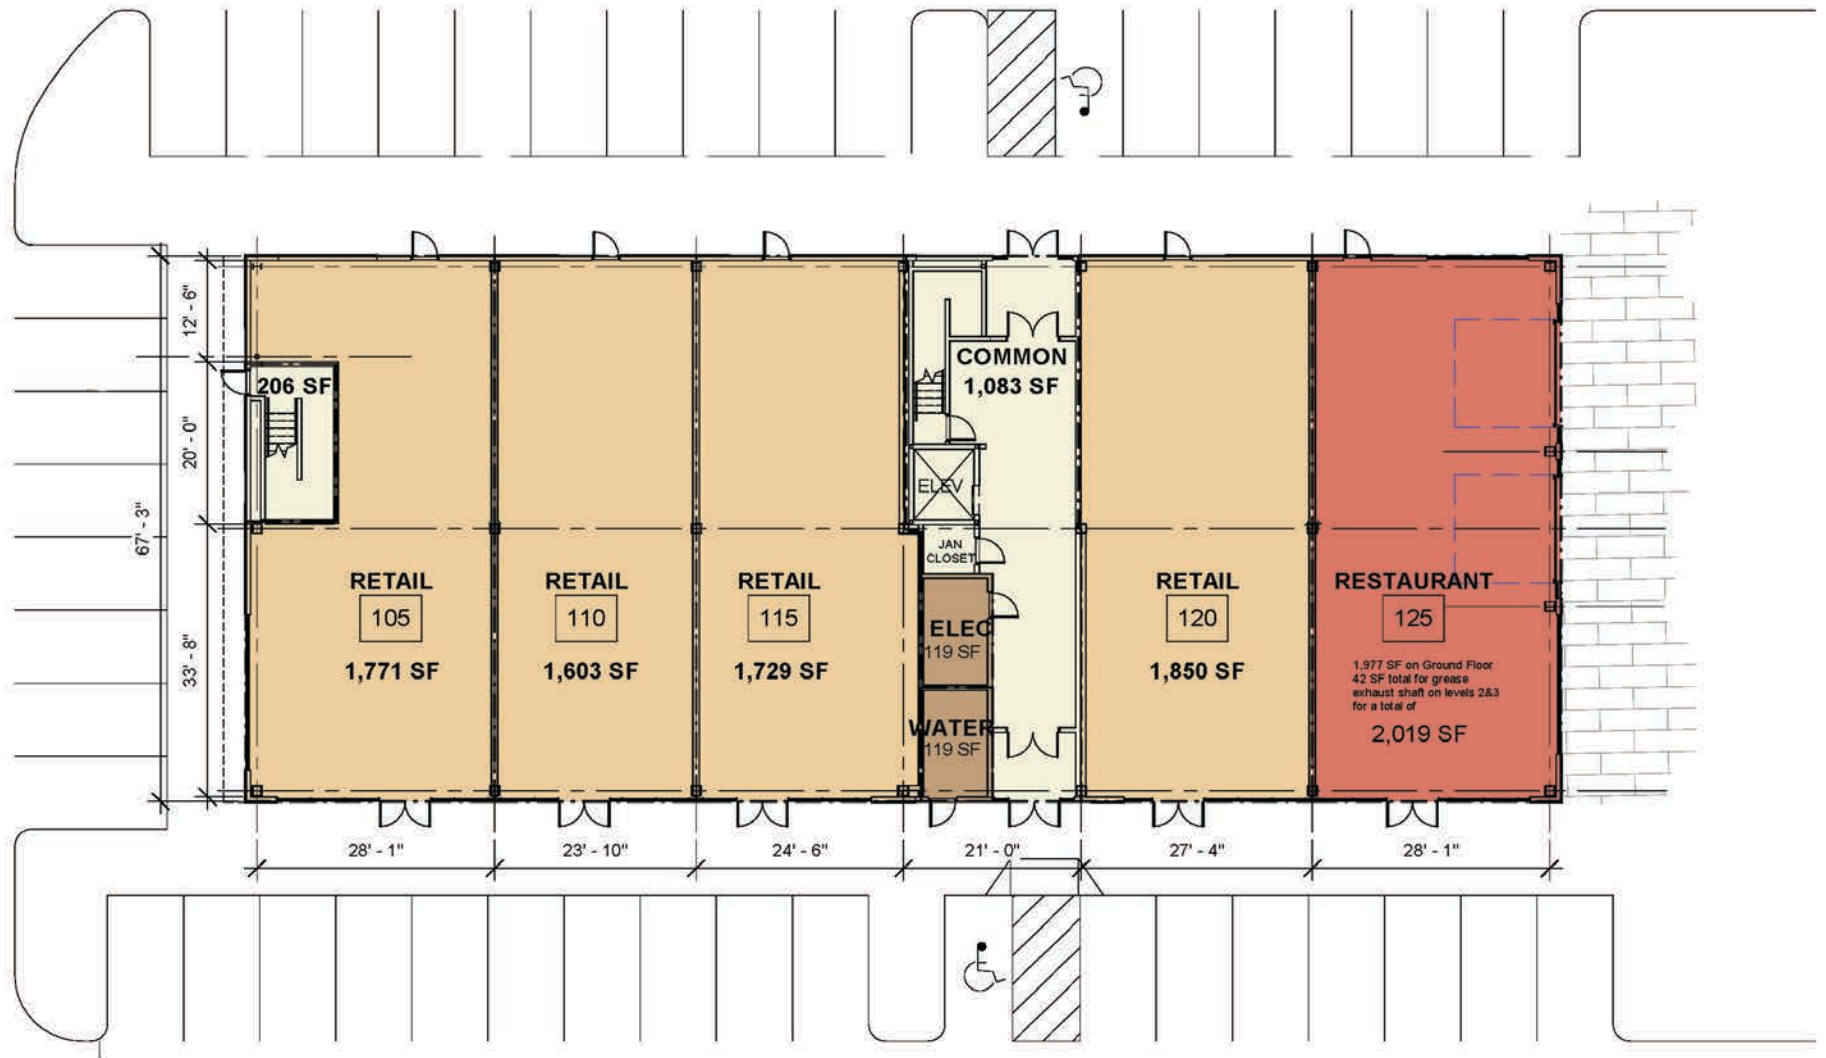 12' - 6"
20' - 0"
67' - 3"
33' - 8"
206 SF
COMMON
1,083 SF
ELEV
JAN
CLOSET
RETAIL
105
1,771 SF
RETAIL
110
1,603 SF
RETAIL
115
1,729 SF
ELEC
119 SF
WATER
119 SF
RETAIL
120
1,850 SF
RESTAURANT
125
1,977 SF on Ground Floor
42 SF total for grease
exhaust shaft on levels 2&3
for a total of
2,019 SF
28' - 1"
23' - 10"
24' - 6"
21' - 0"
27' - 4"
28' - 1"